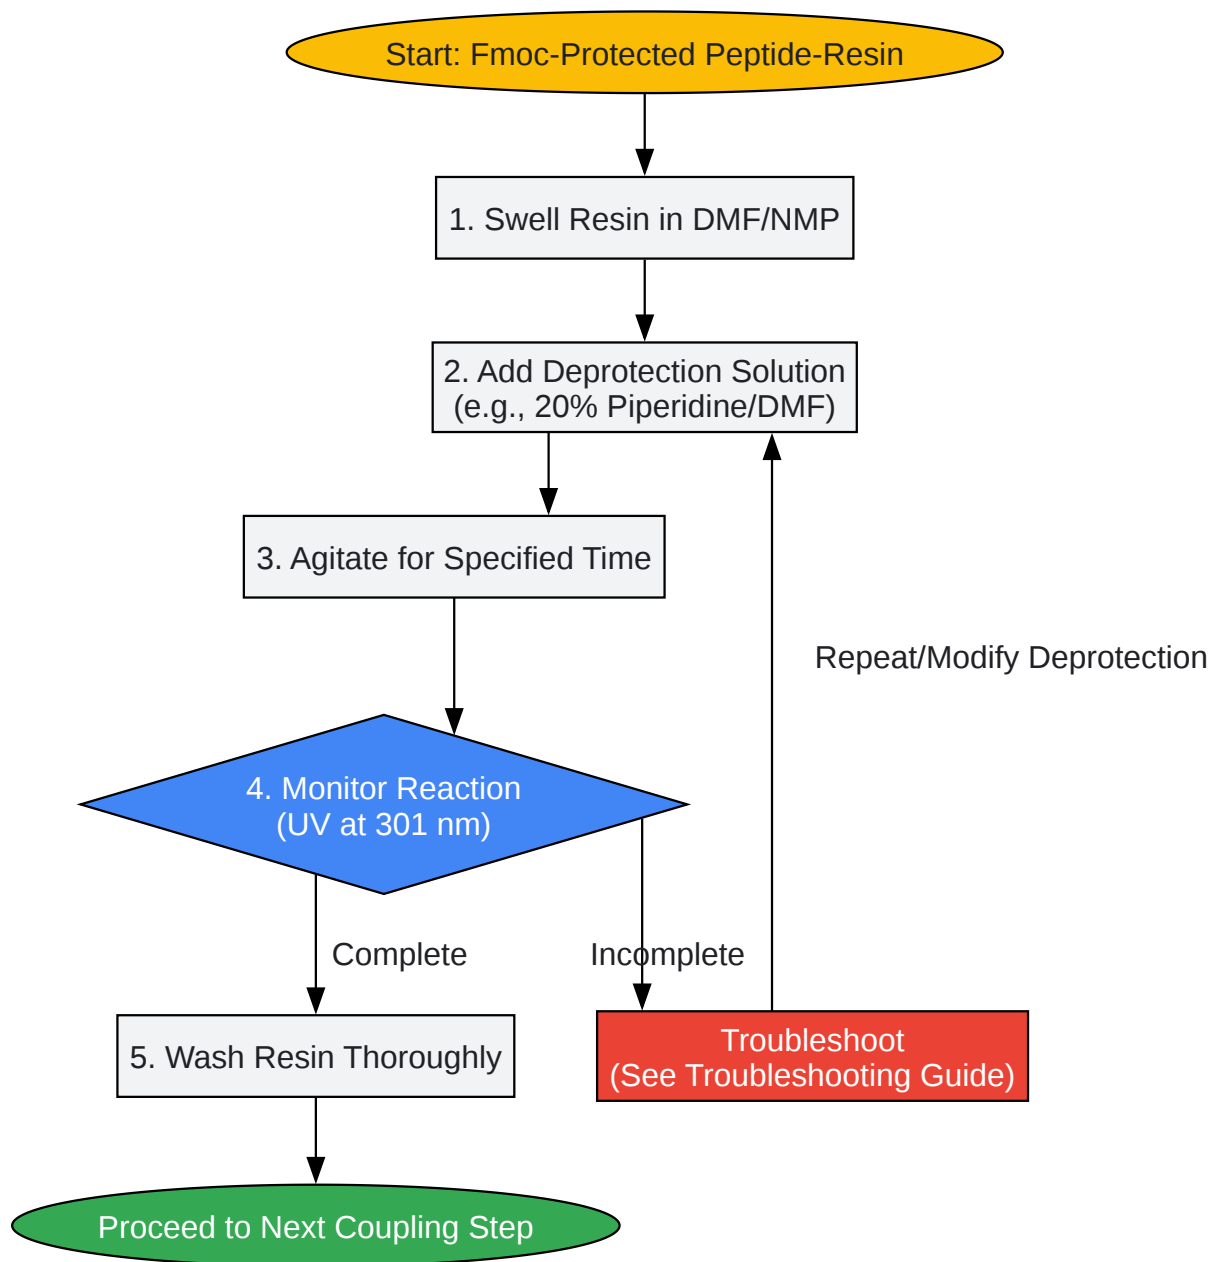 Start: Fmoc-Protected Peptide-Resin
1. Swell Resin in DMF/NMP
2. Add Deprotection Solution
(e.g., 20% Piperidine/DMF)
3. Agitate for Specified Time
Repeat/Modify Deprotection
4. Monitor Reaction
(UV at 301 nm)
Complete
Incomplete
5. Wash Resin Thoroughly
Troubleshoot
(See Troubleshooting Guide)
Proceed to Next Coupling Step